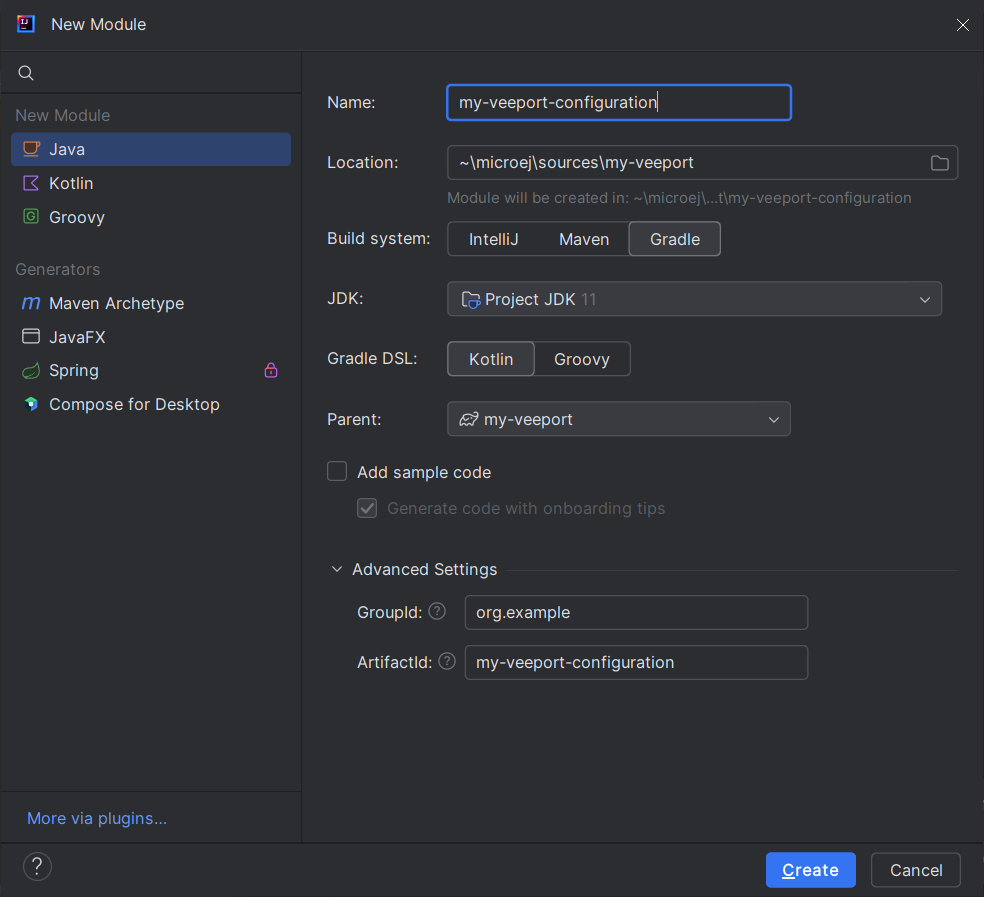 New Module
New Module
Java
Kotlin
Groovy
Generators
Maven Archetype
JavaFX
Spring
Compose for Desktop
More via plugins...
Name: my-veeport-configuration
Location: ~\microej\sources\my-veeport
Module will be created in: ~\microej\...t\my-veeport-configuration
Build system: IntelliJ Maven Gradle
JDK: Project JDK 11
Gradle DSL: Kotlin Groovy
Parent: my-veeport
Add sample code
Generate code with onboarding tips
Advanced Settings
GroupId: ? org.example
ArtifactId: ? my-veeport-configuration
? Create Cancel